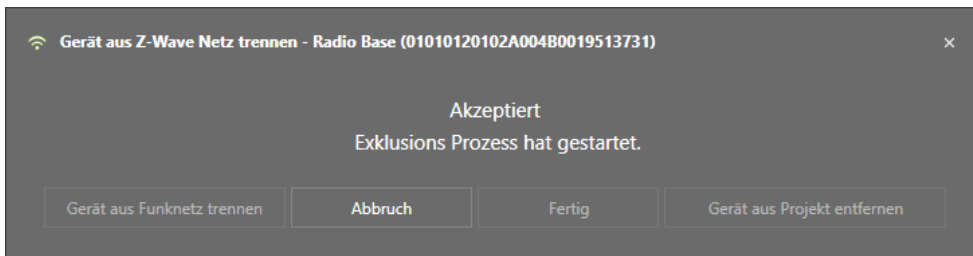 Gerät aus Z-Wave Netz trennen - Radio Base (01010120102A004B0019513731)
Akzeptiert
Exklusions Prozess hat gestartet.
Gerät aus Funknetz trennen Abbruch Fertig Gerät aus Projekt entfernen